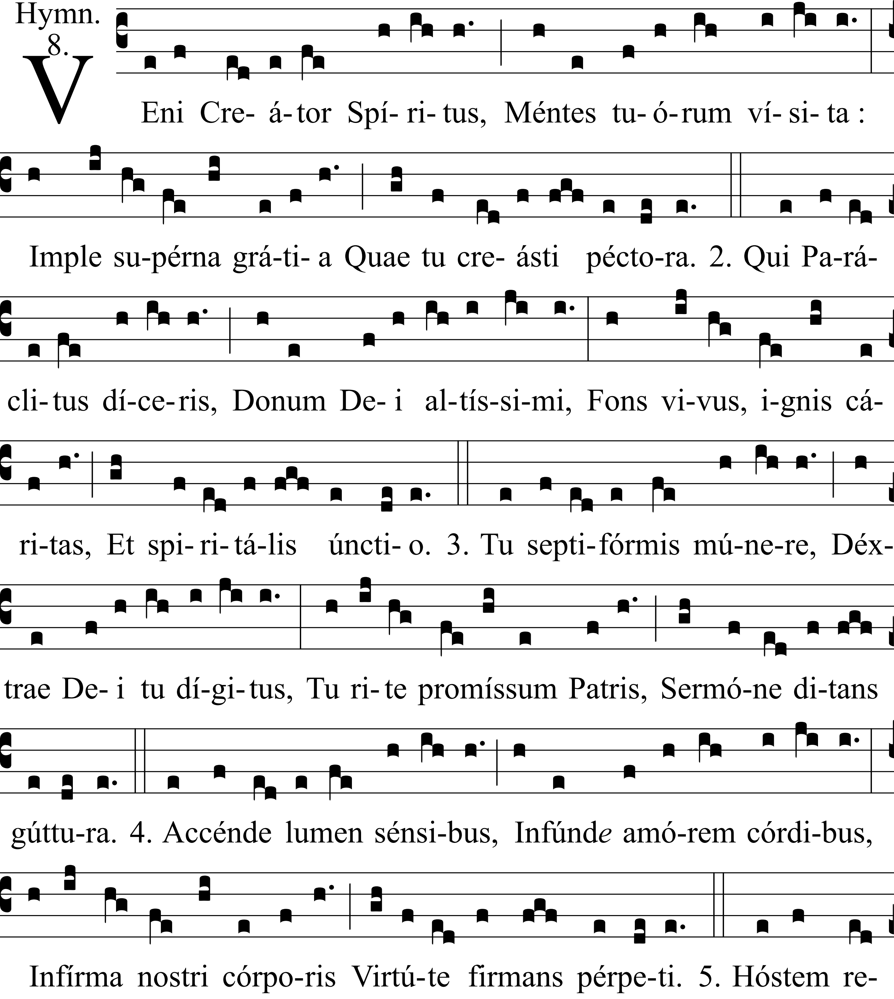 Hymn.
8.
VEni Cre- á-tor Spí- ri- tus, Méntes tu- ó-rum ví- si- ta :
Imple su-pérna grá-ti- a Quae tu cre- ásti pécto-ra. 2. Qui Pa-rá-
cli-tus dí-ce-ris, Donum De- i al-tís-si-mi, Fons vi-vus, i-gnis cá-
ri-tas, Et spi- ri-tá-lis úncti- o. 3. Tu septi-fórmis mú-ne-re, Déx-
trae De- i tu dí-gi-tus, Tu ri- te promíssum Patris, Sermó-ne di-tans
gúttu-ra. 4. Accénde lumen sénsi-bus, Infúnde amó-rem córdi-bus,
Infírma nostri córpo-ris Virtú-te firmans pérpe-ti. 5. Hóstem re-